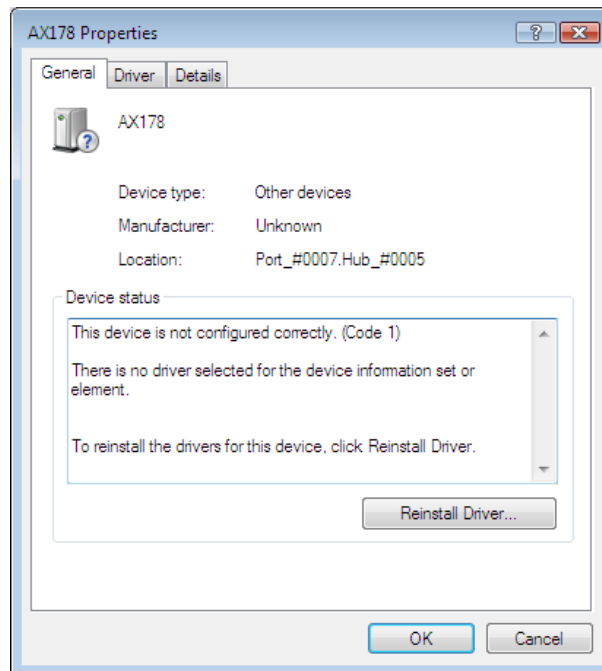 AX178 Properties
General Driver Details
AX178
Device type: Other devices
Manufacturer: Unknown
Location: Port_#0007.Hub_#0005
Device status
This device is not configured correctly. (Code 1)
There is no driver selected for the device information set or
element.
To reinstall the drivers for this device, click Reinstall Driver.
Reinstall Driver...
OK Cancel